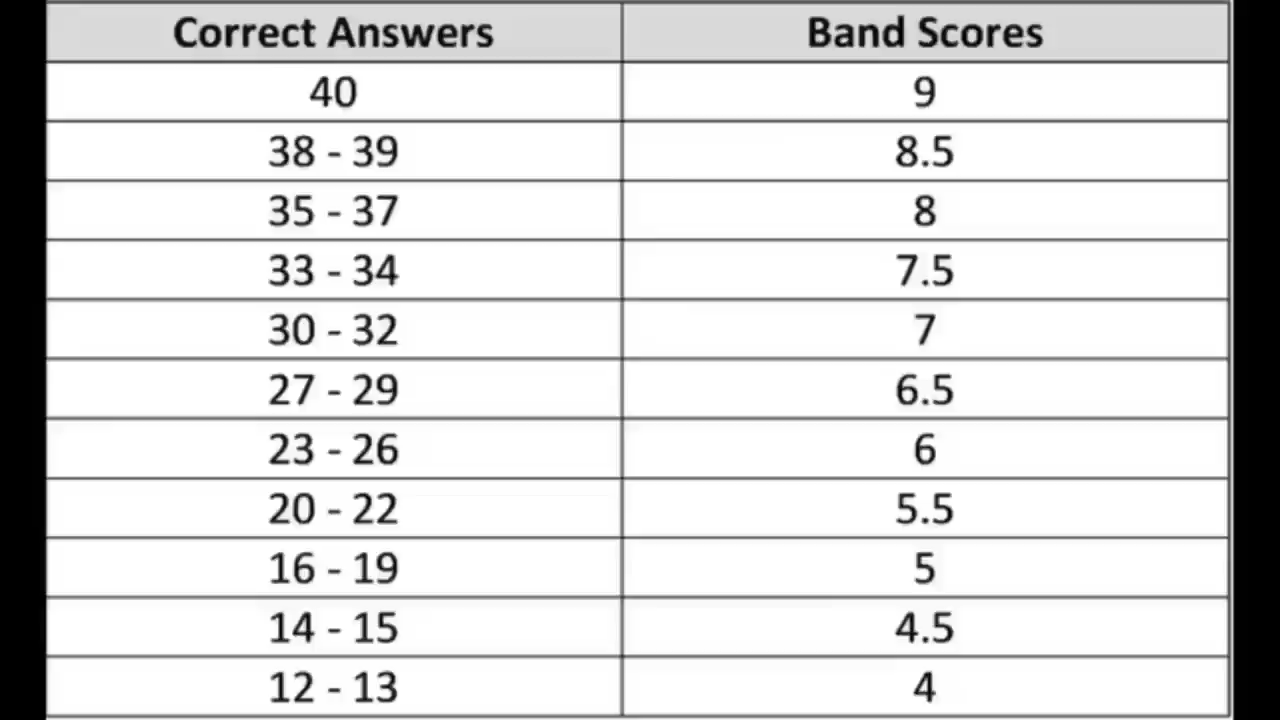 Correct Answers Band Scores
40 9
38 - 39 8.5
35 - 37 8
33 - 34 7.5
30 - 32 7
27 - 29 6.5
23 - 26 6
20 - 22 5.5
16 - 19 5
14 - 15 4.5
12 - 13 4